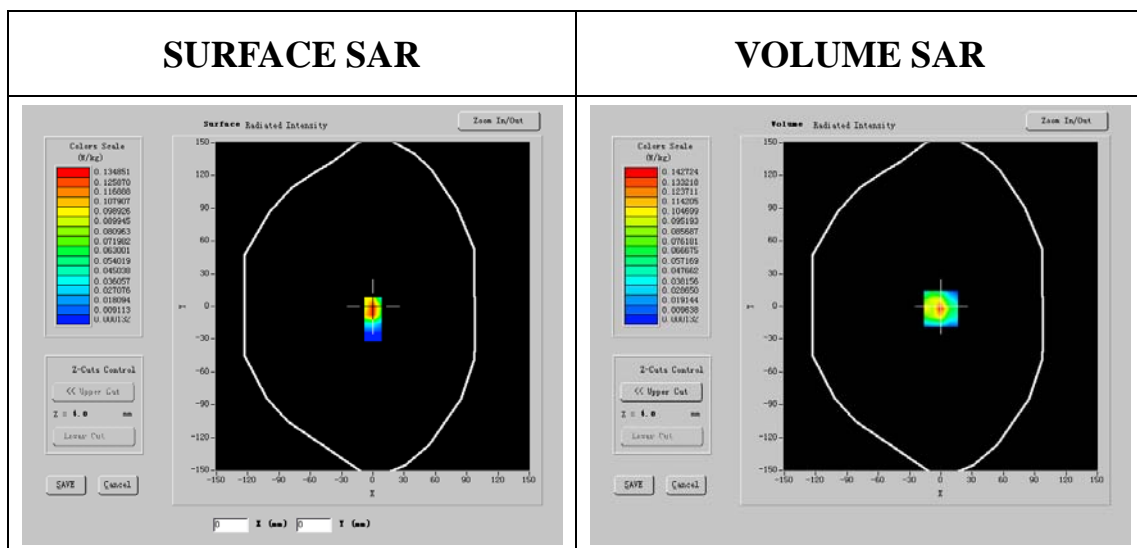 SURFACE SAR
VOLUME SAR
Surface Radiated Intensity
Zoom In/Out
Colors Scale
(W/kg)
0.134851
0.125870
0.116888
0.107907
0.098926
0.089945
0.080963
0.071982
0.063001
0.054019
0.045038
0.036057
0.027076
0.018094
0.009113
0.000132
150
120
90
60
30
0
-30
-60
-90
-120
-150
Y
-150 -120 -90 -60 -30 0 30 60 90 120 150
X
Z-Cuts Control
<< Upper Cut
Z = 4.0 mm
Lower Cut
SAVE Cancel
0 X (mm) 0 Y (mm)
Volume Radiated Intensity
Zoom In/Out
Colors Scale
(W/kg)
0.142724
0.133218
0.123711
0.114205
0.104699
0.095193
0.085687
0.076181
0.066675
0.057169
0.047662
0.038156
0.028650
0.019144
0.009638
0.000132
150
120
90
60
30
0
-30
-60
-90
-120
-150
Y
-150 -120 -90 -60 -30 0 30 60 90 120 150
X
Z-Cuts Control
<< Upper Cut
Z = 4.0 mm
Lower Cut
SAVE Cancel